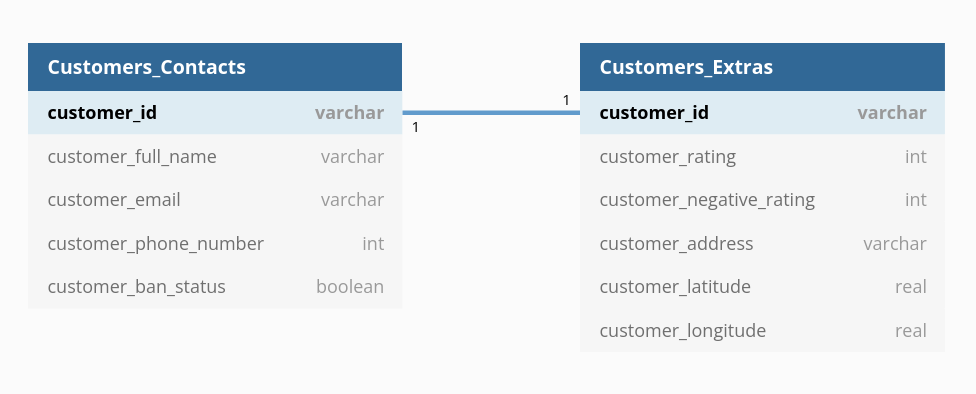 Customers_Contacts
customer_id varchar
customer_full_name varchar
customer_email varchar
customer_phone_number int
customer_ban_status boolean
1
1
Customers_Extras
customer_id varchar
customer_rating int
customer_negative_rating int
customer_address varchar
customer_latitude real
customer_longitude real